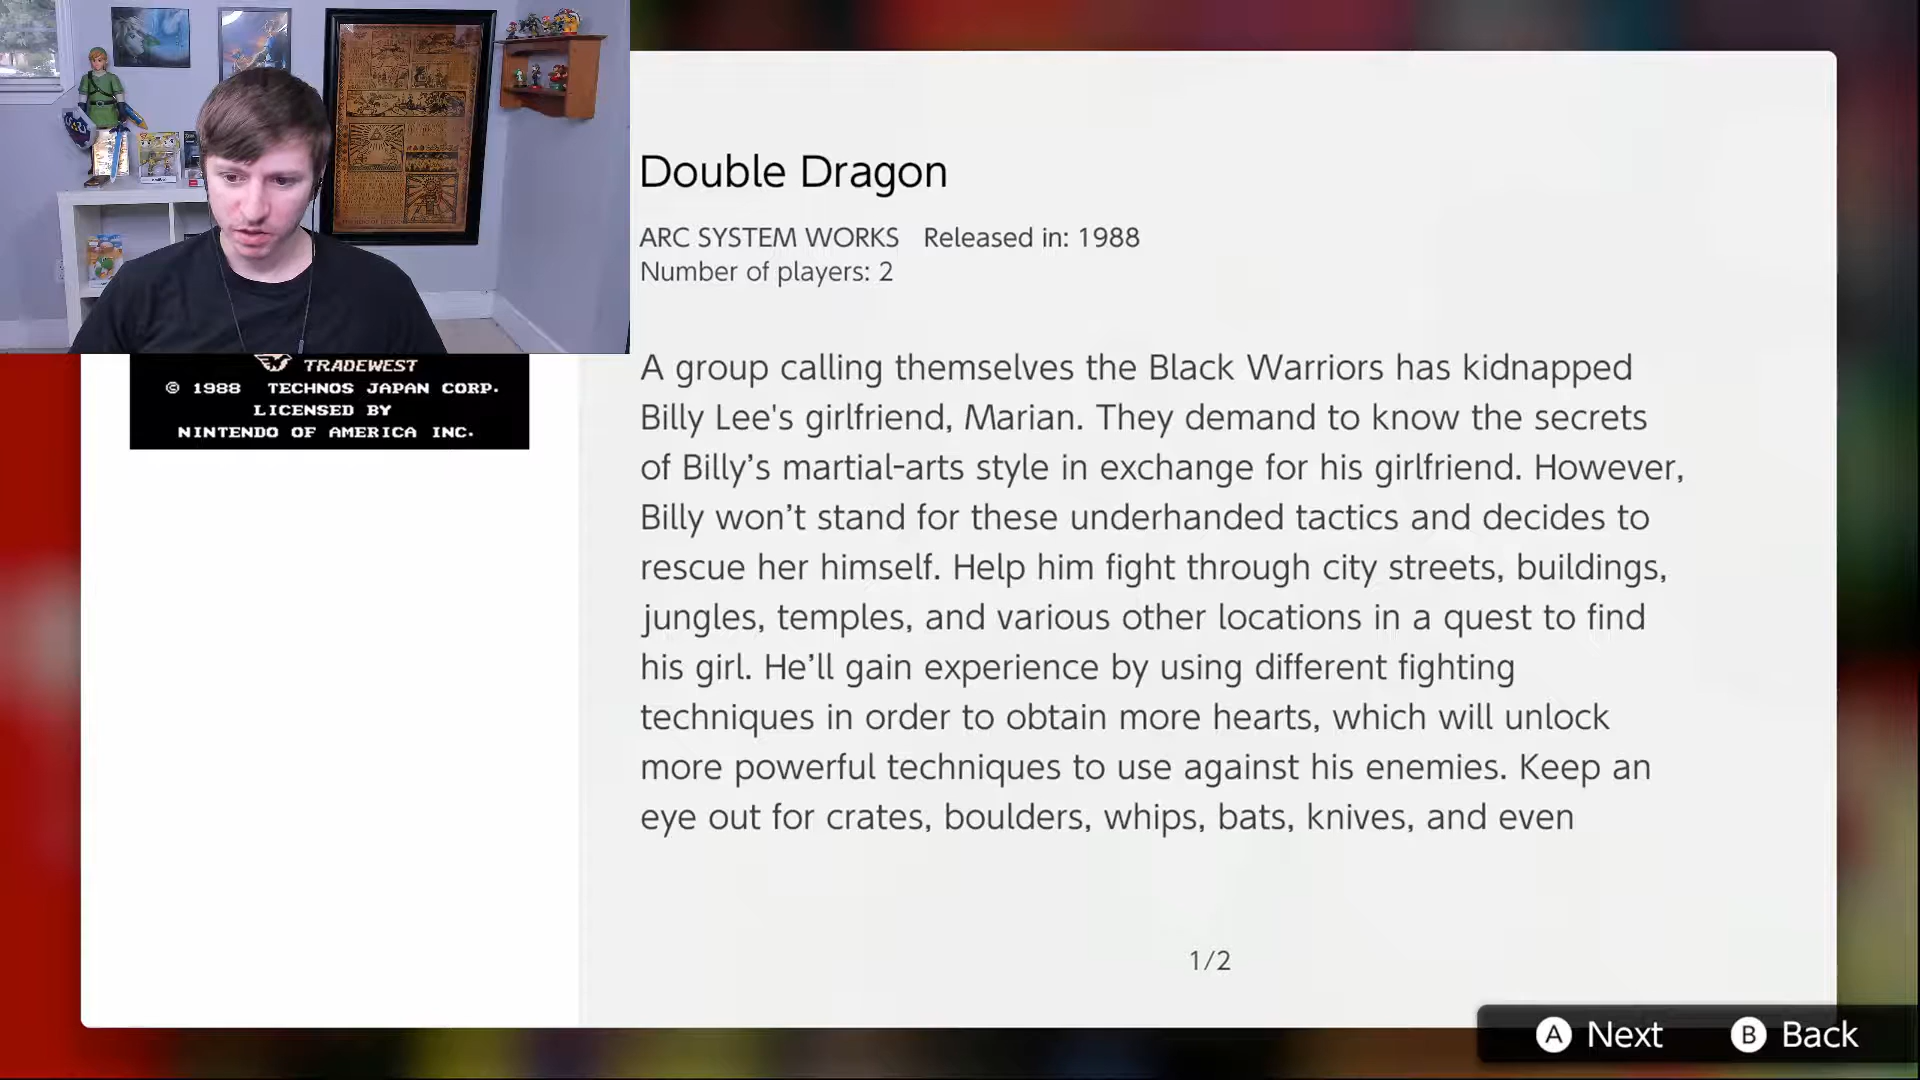 Double Dragon
ARC SYSTEM WORKS Released in: 1988
Number of players: 2
A group calling themselves the Black Warriors has kidnapped
Billy Lee's girlfriend, Marian. They demand to know the secrets
of Billy’s martial-arts style in exchange for his girlfriend. However,
Billy won’t stand for these underhanded tactics and decides to
rescue her himself. Help him fight through city streets, buildings,
jungles, temples, and various other locations in a quest to find
his girl. He’ll gain experience by using different fighting
techniques in order to obtain more hearts, which will unlock
more powerful techniques to use against his enemies. Keep an
eye out for crates, boulders, whips, bats, knives, and even
1/2
TRADEWEST
© 1988 TECHNOS JAPAN CORP.
LICENSED BY
NINTENDO OF AMERICA INC.
A Next B Back